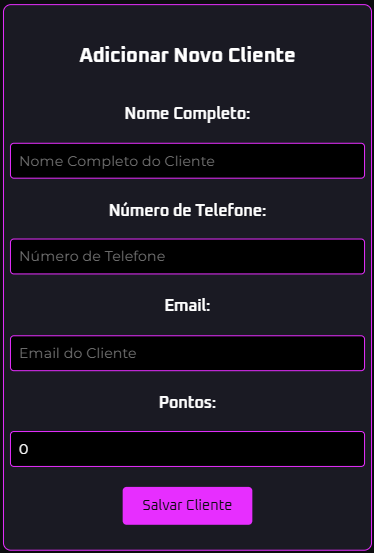 Adicionar Novo Cliente
Nome Completo:
Nome Completo do Cliente
Número de Telefone:
Número de Telefone
Email:
Email do Cliente
Pontos:
0
Salvar Cliente